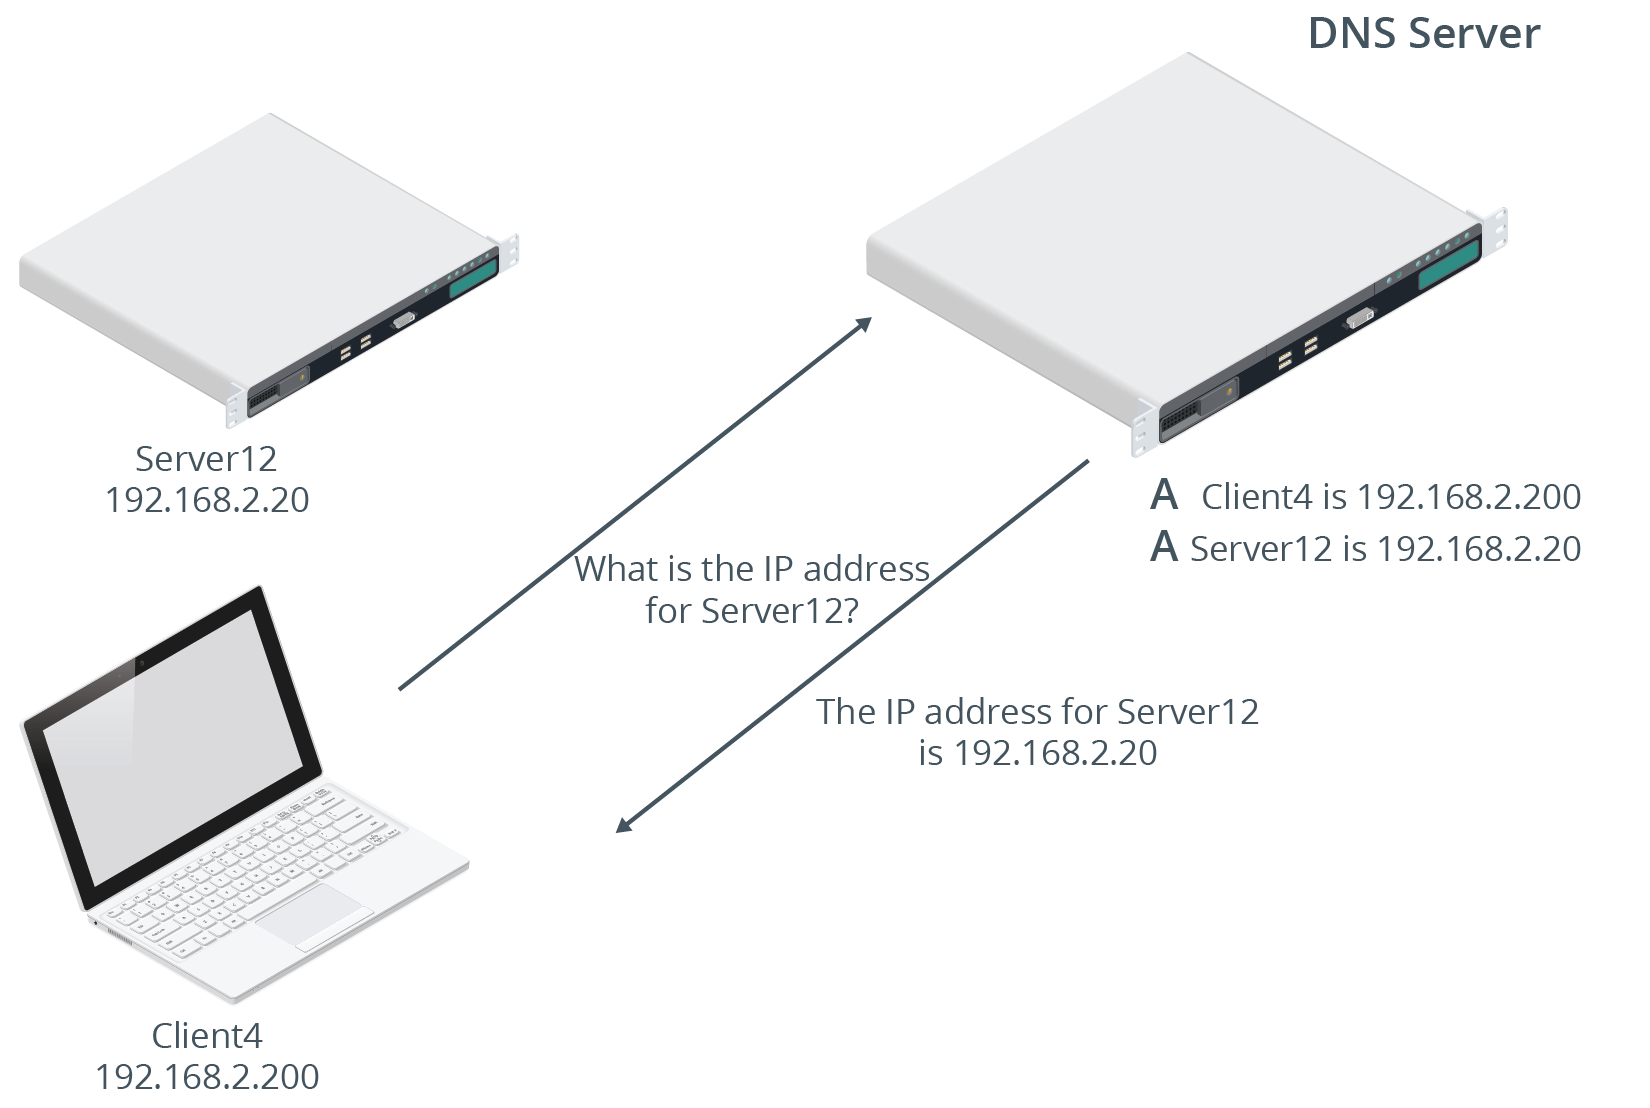 DNS Server
Server12
192.168.2.20
A Client4 is 192.168.2.200
A Server12 is 192.168.2.20
What is the IP address
for Server12?
The IP address for Server12
is 192.168.2.20
Client4
192.168.2.200